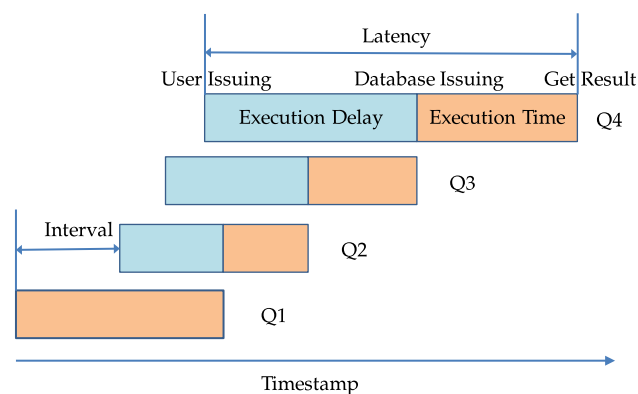 Latency
User Issuing Database Issuing Get Result
Execution Delay Execution Time Q4
Q3
Interval
Q2
Q1
Timestamp